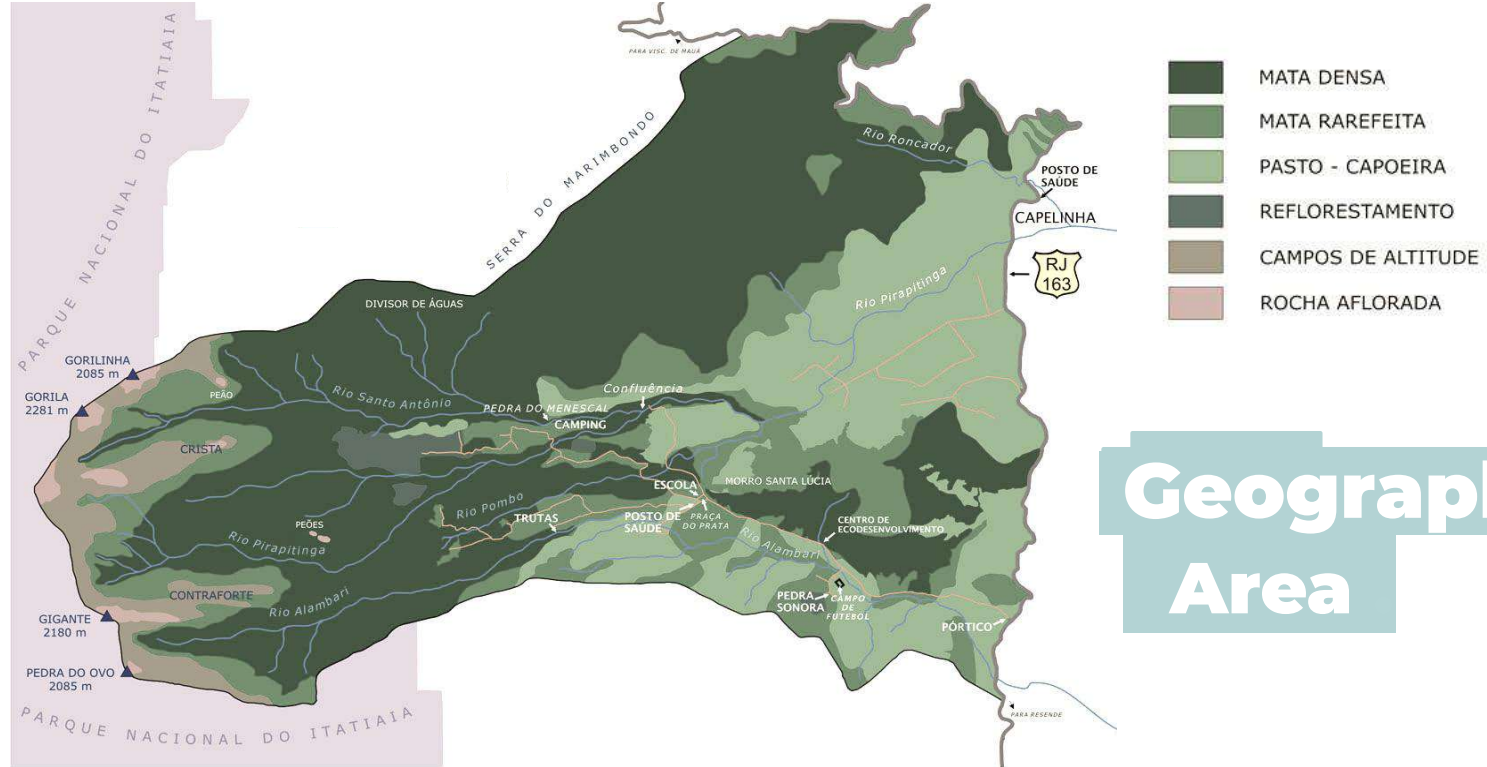 PARA VISC. DE MAUÁ
PARQUE NACIONAL DO ITATIAIA
SERRA DO MARIMBONDO
Rio Roncador
POSTO DE
SAÚDE
CAPELINHA
RJ
163
Rio Pirapitinga
DIVISOR DE ÁGUAS
GORILINHA
2085 m
GORILA
2281 m
PEÃO
Rio Santo Antônio
Confluência
PEDRA DO MENESCAL
CAMPING
CRISTA
ESCOLA
MORRO SANTA LÚCIA
Rio Pombo
TRUTAS
POSTO DE
SAÚDE
PRAÇA
DO PRATA
CENTRO DE
ECODESENVOLVIMENTO
PEÕES
Rio Pirapitinga
Rio Alambari
CONTRAFORTE
Rio Alambari
PEDRA
SONORA
CAMPO
DE
FUTEBOL
GIGANTE
2180 m
PÓRTICO
PEDRA DO OVO
2085 m
PARQUE NACIONAL DO ITATIAIA
PARA RESENDE
MATA DENSA
MATA RAREFEITA
PASTO - CAPOEIRA
REFLORESTAMENTO
CAMPOS DE ALTITUDE
ROCHA AFLORADA
Geograph
Area